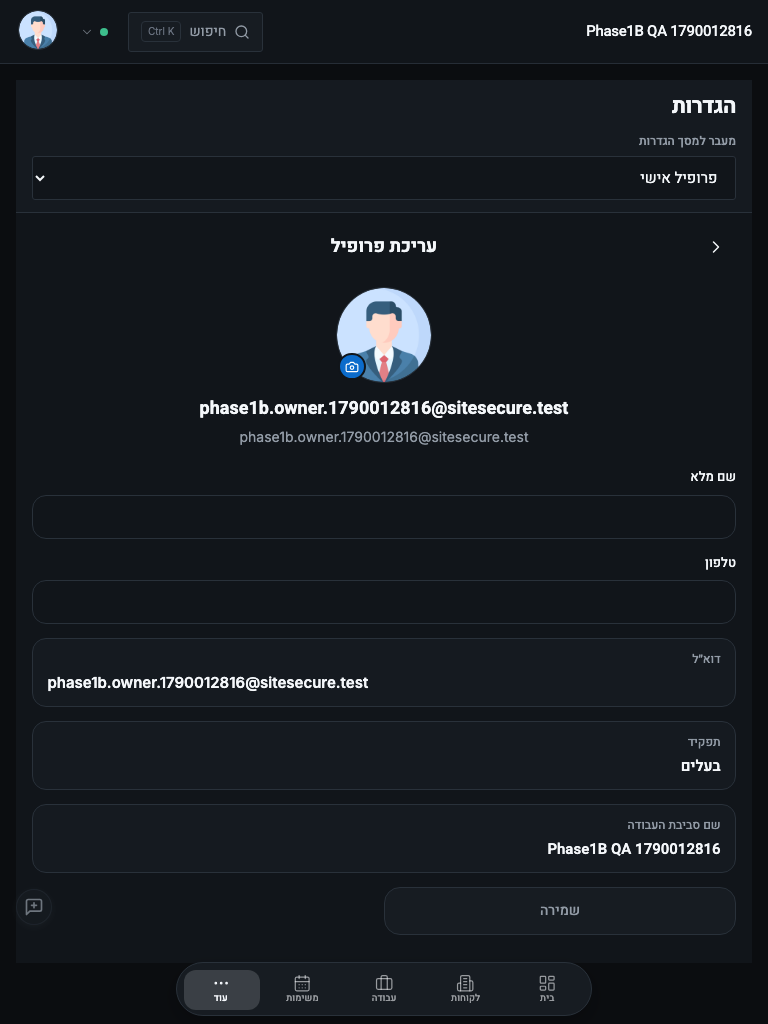 Phase1B QA 1790012816
חיפוש
Ctrl K
הגדרות
מעבר למסך הגדרות
פרופיל אישי
עריכת פרופיל
phase1b.owner.1790012816@sitesecure.test
phase1b.owner.1790012816@sitesecure.test
שם מלא
טלפון
דוא״ל
phase1b.owner.1790012816@sitesecure.test
תפקיד
בעלים
שם סביבת העבודה
Phase1B QA 1790012816
שמירה
בית
לקוחות
עבודה
משימות
עוד